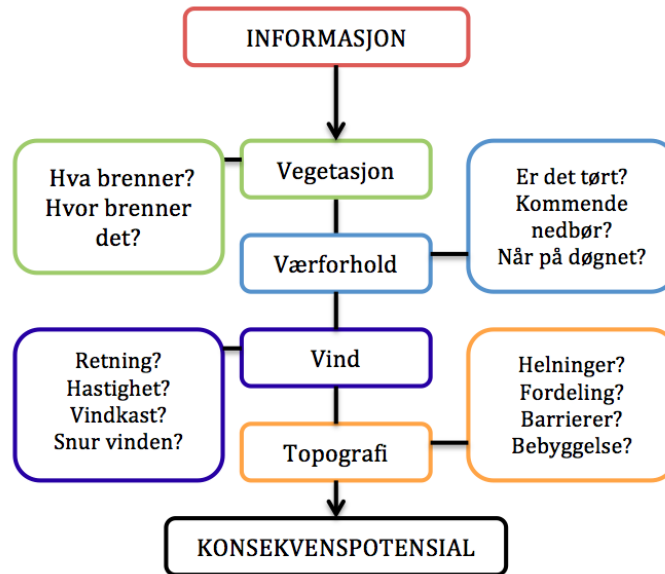 INFORMASJON
Vegetasjon
Hva brenner?
Hvor brenner
det?
Er det tørt?
Kommende
nedbør?
Når på døgnet?
Værforhold
Vind
Retning?
Hastighet?
Vindkast?
Snur vinden?
Helninger?
Fordeling?
Barrierer?
Bebyggelse?
Topografi
KONSEKVENSPOTENSIAL